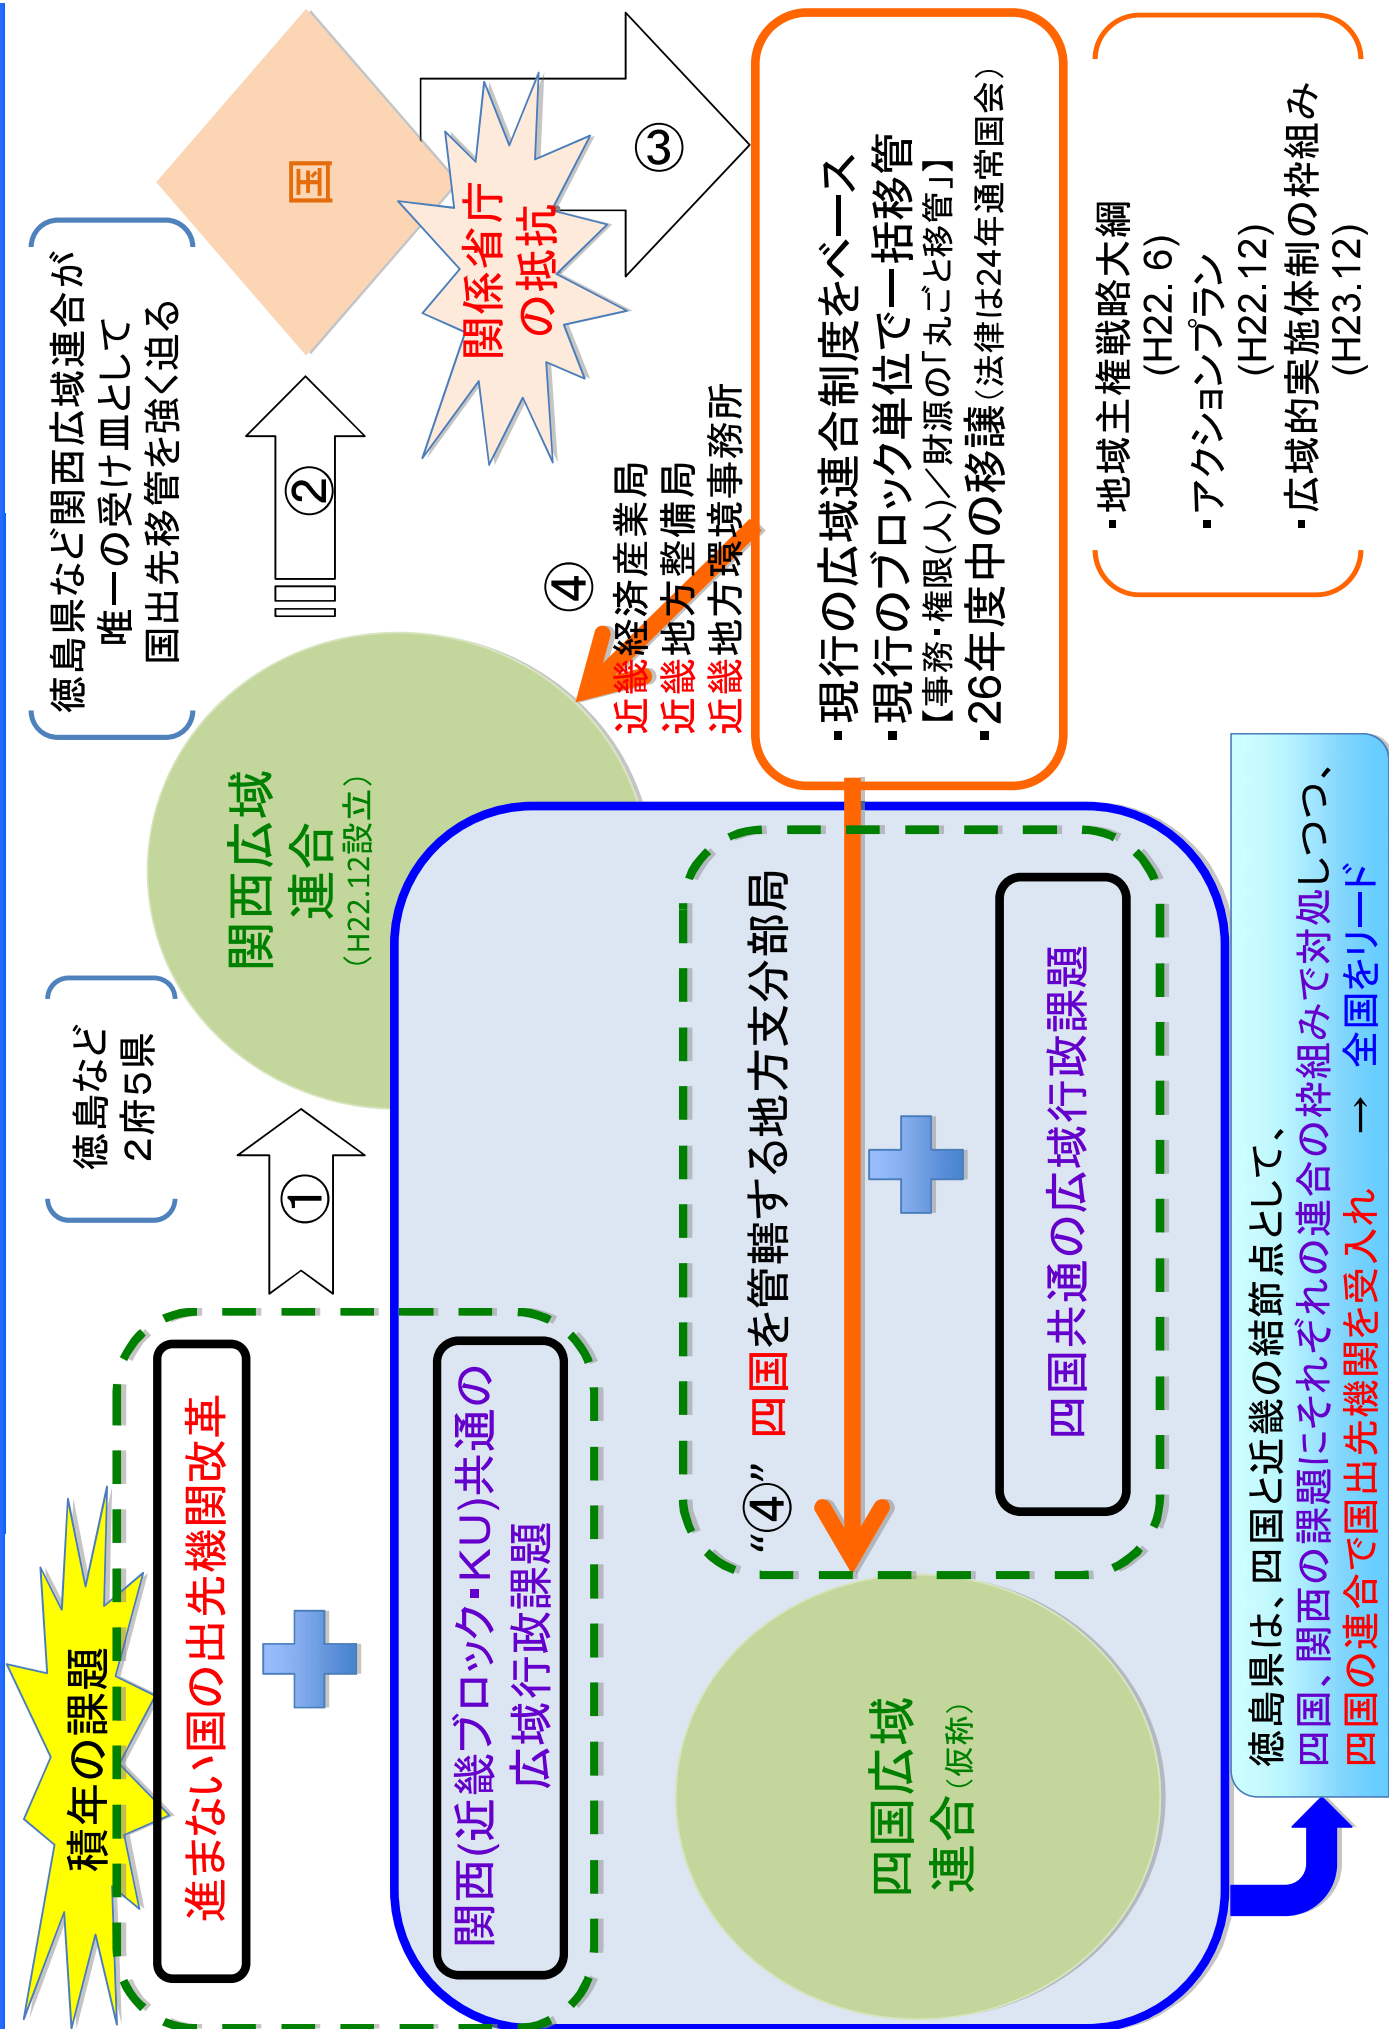 積年の課題
進まない国の出先機関改革
関西(近畿ブロック・KU)共通の
広域行政課題
徳島など
2府5県
①
関西広域
連合
(H22.12設立)
徳島県など関西広域連合が
唯一の受け皿として
国出先移管を強く迫る
②
国
関係省庁
の抵抗
③
④
近畿経済産業局
近畿地方整備局
近畿地方環境事務所
・現行の広域連合制度をベース
・現行のブロック単位で一括移管
【事務・権限(人)/財源の「丸ごと移管」】
・26年度中の移譲(法律は24年通常国会)
・地域主権戦略大綱
(H22.6)
・アクションプラン
(H22.12)
・広域的実施体制の枠組み
(H23.12)
“④” 四国を管轄する地方支分部局
四国共通の広域行政課題
四国広域
連合(仮称)
徳島県は、四国と近畿の結節点として、
四国、関西の課題にそれぞれの連合の枠組みで対処しつつ、
四国の連合で国出先機関を受入れ → 全国をリード